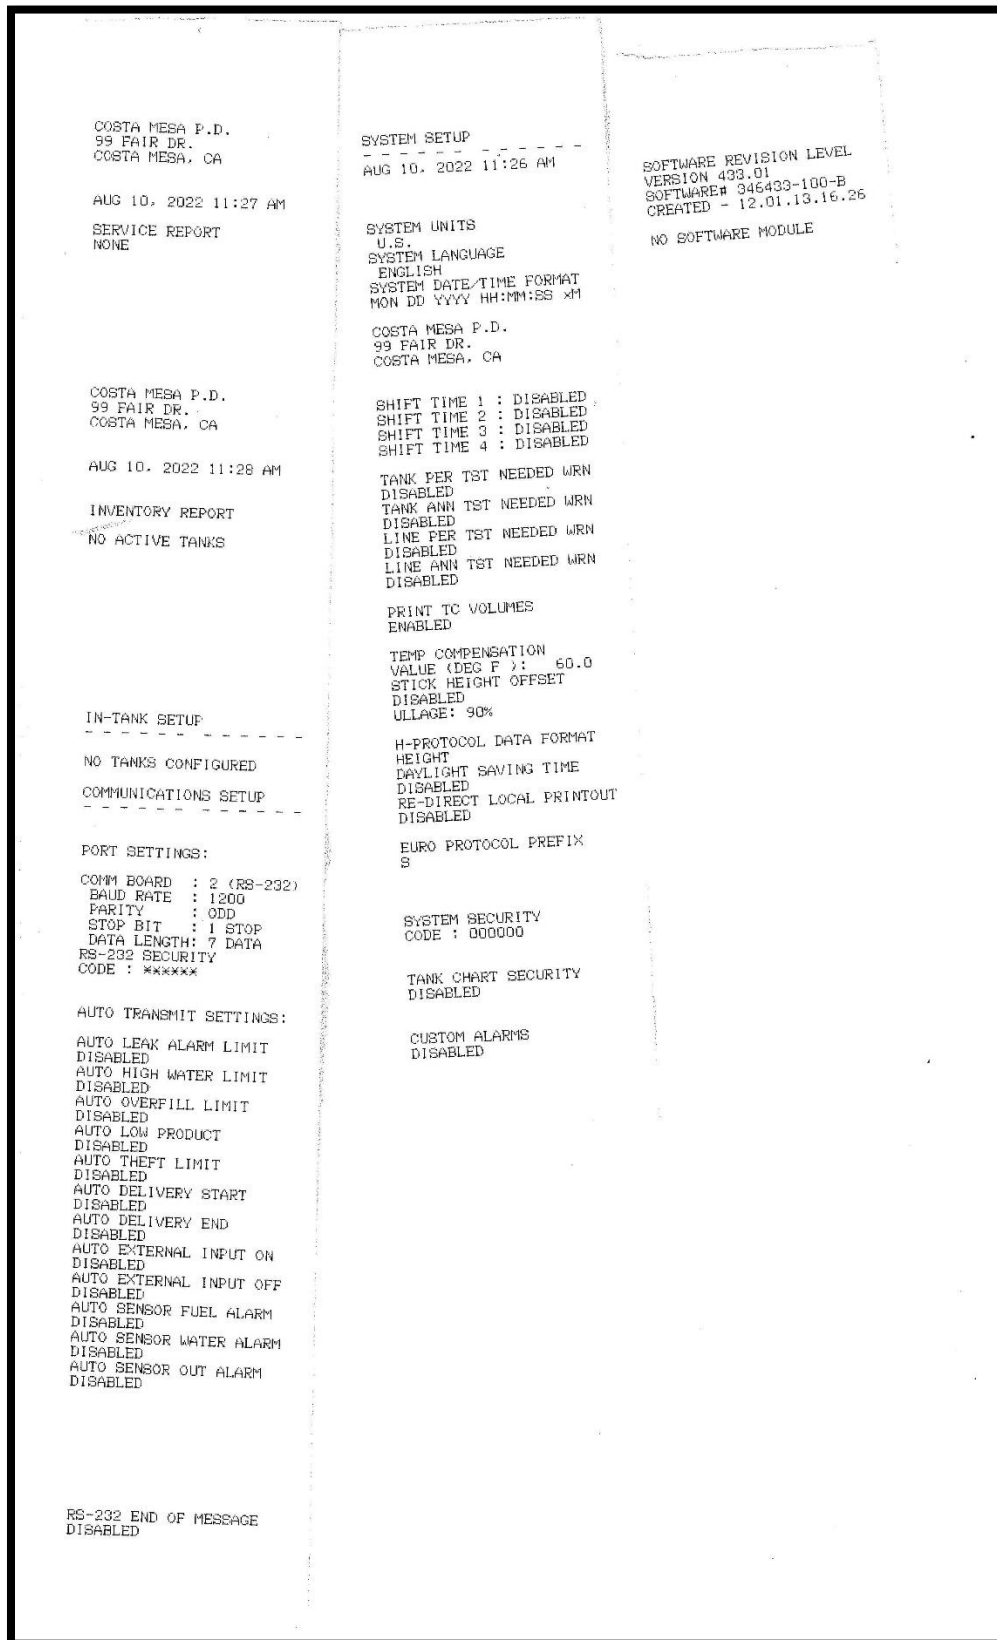 COSTA MESA P.D.
99 FAIR DR.
COSTA MESA, CA
AUG 10, 2022 11:27 AM
SERVICE REPORT
NONE
COSTA MESA P.D.
99 FAIR DR.
COSTA MESA, CA
AUG 10, 2022 11:28 AM
INVENTORY REPORT
NO ACTIVE TANKS
IN-TANK SETUP
- - - - - - - - - - - -
NO TANKS CONFIGURED
COMMUNICATIONS SETUP
- - - - - - - - - - - -
PORT SETTINGS:
COMM BOARD : 2 (RS-232)
BAUD RATE : 1200
PARITY : ODD
STOP BIT : 1 STOP
DATA LENGTH: 7 DATA
RS-232 SECURITY
CODE : ******
AUTO TRANSMIT SETTINGS:
AUTO LEAK ALARM LIMIT
DISABLED
AUTO HIGH WATER LIMIT
DISABLED
AUTO OVERFILL LIMIT
DISABLED
AUTO LOW PRODUCT
DISABLED
AUTO THEFT LIMIT
DISABLED
AUTO DELIVERY START
DISABLED
AUTO DELIVERY END
DISABLED
AUTO EXTERNAL INPUT ON
DISABLED
AUTO EXTERNAL INPUT OFF
DISABLED
AUTO SENSOR FUEL ALARM
DISABLED
AUTO SENSOR WATER ALARM
DISABLED
AUTO SENSOR OUT ALARM
DISABLED
RS-232 END OF MESSAGE
DISABLED
SYSTEM SETUP
- - - - - - - - - - - -
AUG 10, 2022 11:26 AM
SYSTEM UNITS
U.S.
SYSTEM LANGUAGE
ENGLISH
SYSTEM DATE/TIME FORMAT
MON DD YYYY HH:MM:SS xM
COSTA MESA P.D.
99 FAIR DR.
COSTA MESA, CA
SHIFT TIME 1 : DISABLED
SHIFT TIME 2 : DISABLED
SHIFT TIME 3 : DISABLED
SHIFT TIME 4 : DISABLED
TANK PER TST NEEDED WRN
DISABLED
TANK ANN TST NEEDED WRN
DISABLED
LINE PER TST NEEDED WRN
DISABLED
LINE ANN TST NEEDED WRN
DISABLED
PRINT TC VOLUMES
ENABLED
TEMP COMPENSATION
VALUE (DEG F ): 60.0
STICK HEIGHT OFFSET
DISABLED
ULLAGE: 90%
H-PROTOCOL DATA FORMAT
HEIGHT
DAYLIGHT SAVING TIME
DISABLED
RE-DIRECT LOCAL PRINTOUT
DISABLED
EURO PROTOCOL PREFIX
S
SYSTEM SECURITY
CODE : 000000
TANK CHART SECURITY
DISABLED
CUSTOM ALARMS
DISABLED
SOFTWARE REVISION LEVEL
VERSION 433.01
SOFTWARE# 346433-100-B
CREATED - 12.01.13.16.26
NO SOFTWARE MODULE